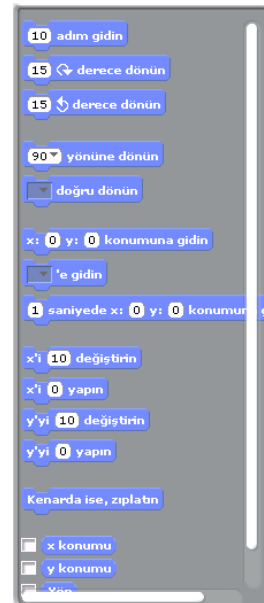 10 adım gidin
15 derece dönün
15 derece dönün
90 yönüne dönün
doğru dönün
x: 0 y: 0 konumuna gidin
'e gidin
1 saniyede x: 0 y: 0 konumun
x'i 10 değiştirin
x'i 0 yapın
y'yi 10 değiştirin
y'yi 0 yapın
Kenarda ise, zıplatın
x konumu
y konumu
Yön